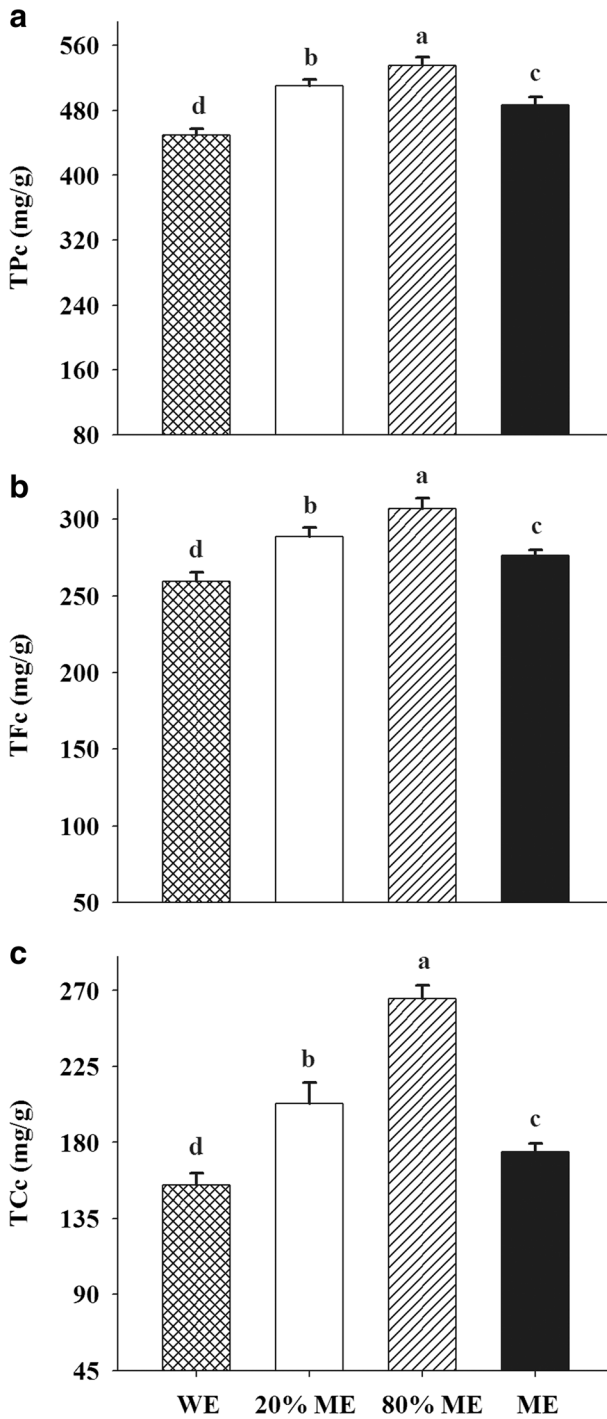 a
560
480
400
320
240
160
80
TPc (mg/g)
d
b
a
c
b
300
250
200
150
100
50
TFc (mg/g)
d
b
a
c
c
270
225
180
135
90
45
TCc (mg/g)
d
b
a
c
WE 20% ME 80% ME ME